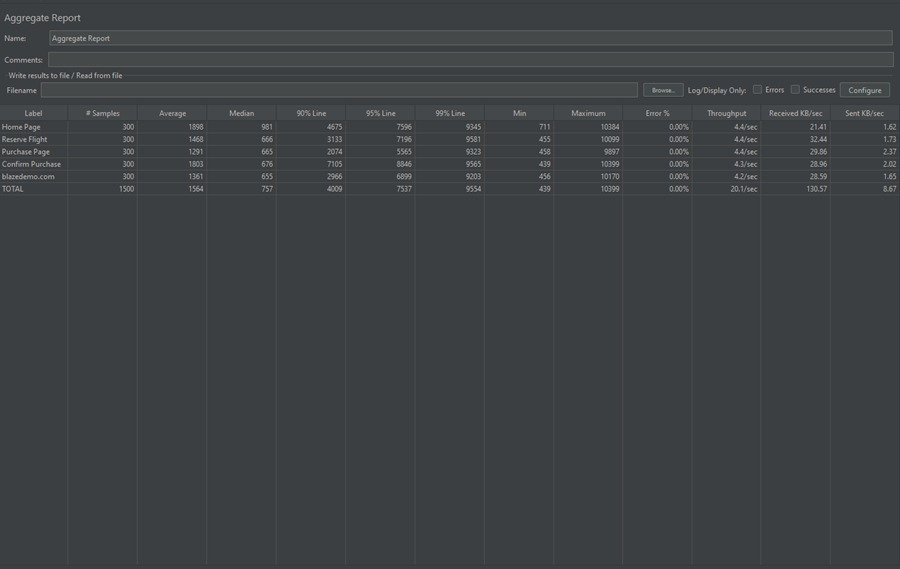 Aggregate Report
Name: Aggregate Report
Comments:
Write results to file / Read from file
Filename Browse... Log/Display Only: Errors Successes Configure
Label # Samples Average Median 90% Line 95% Line 99% Line Min Maximum Error % Throughput Received KB/sec Sent KB/sec
Home Page 300 1898 981 4675 7596 9345 711 10384 0.00% 4.4/sec 21.41 1.62
Reserve Flight 300 1468 666 3133 7196 9581 455 10099 0.00% 4.4/sec 32.44 1.73
Purchase Page 300 1291 665 2074 5565 9323 458 9897 0.00% 4.4/sec 29.86 2.37
Confirm Purchase 300 1803 676 7105 8846 9565 439 10399 0.00% 4.3/sec 28.96 2.02
blazedemo.com 300 1361 655 2966 6899 9203 456 10170 0.00% 4.2/sec 28.59 1.65
TOTAL 1500 1564 757 4009 7537 9554 439 10399 0.00% 20.1/sec 130.57 8.67